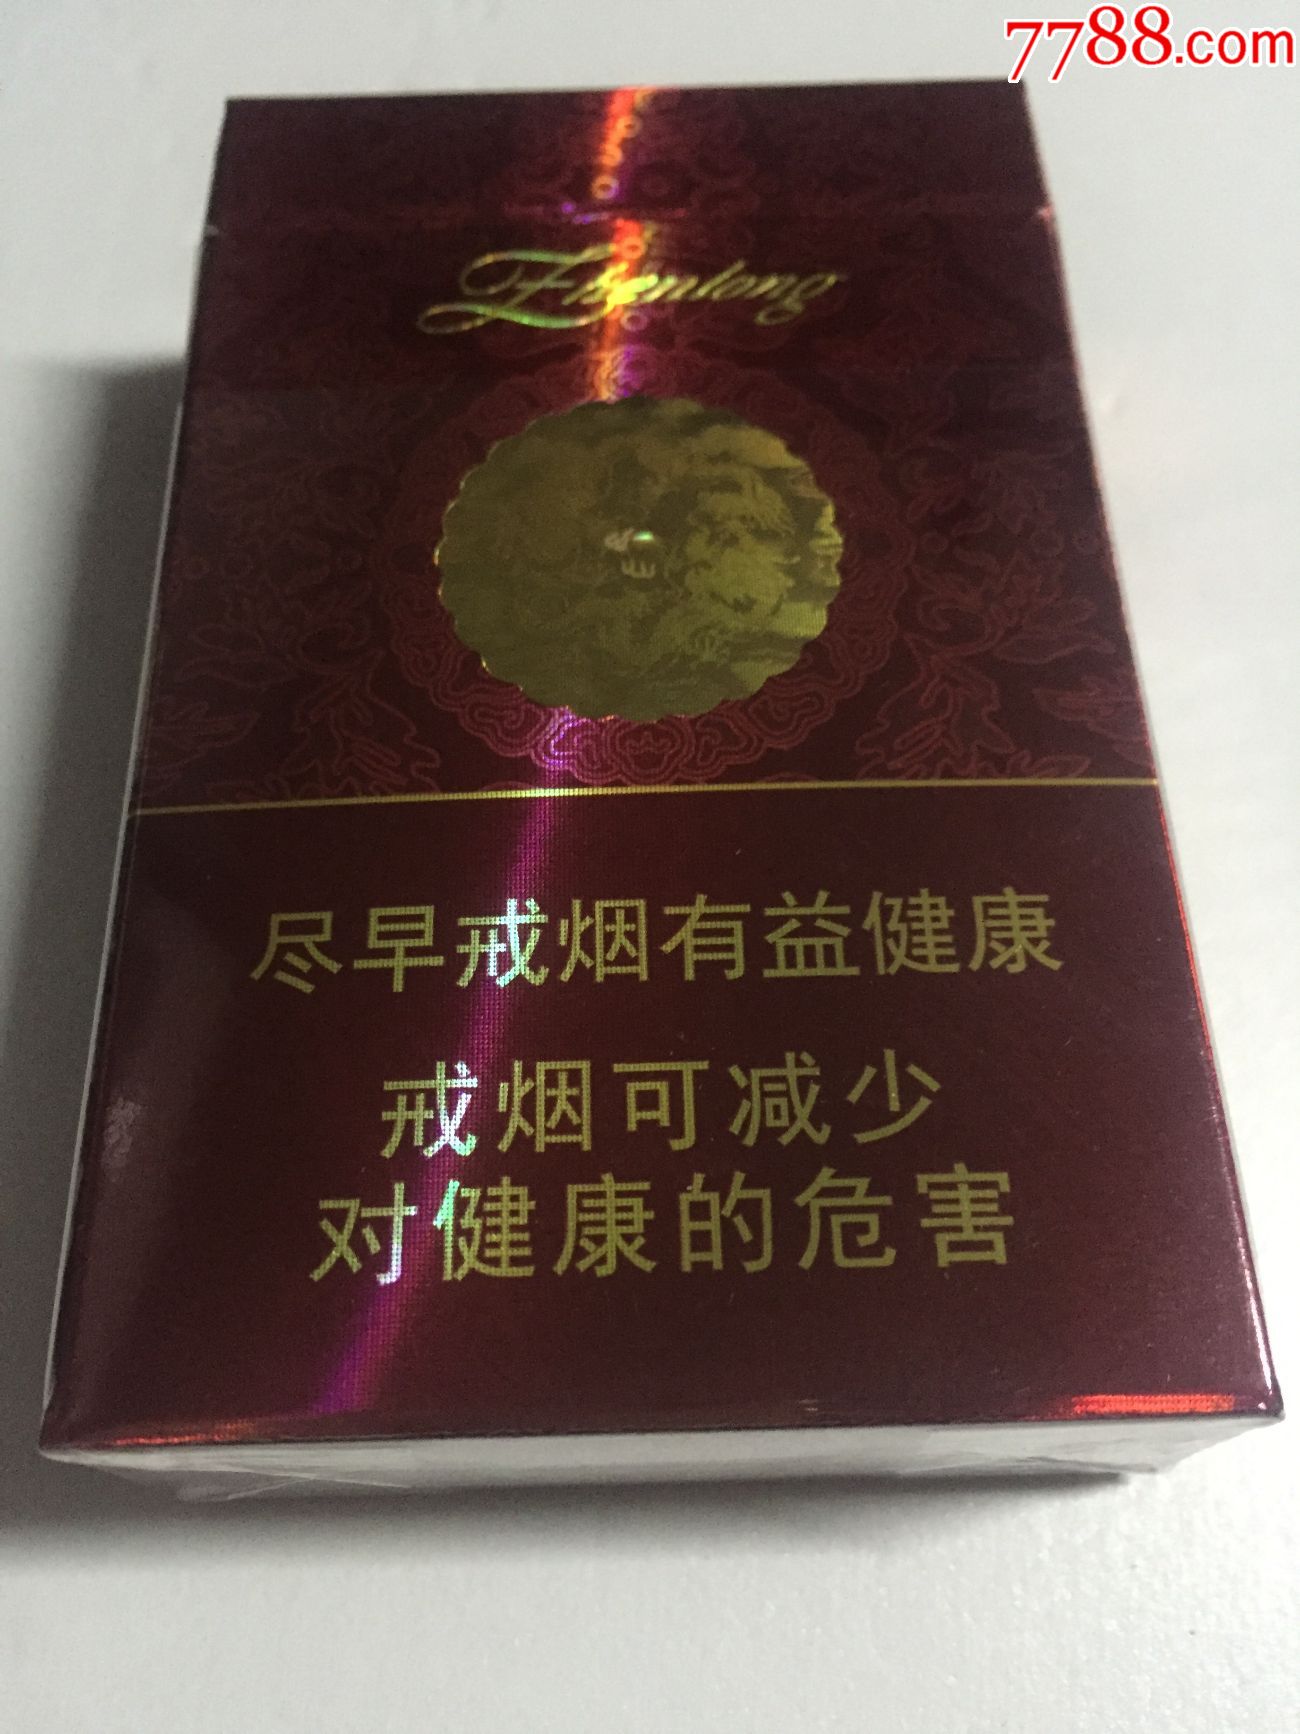 7788.com
Zhenlong
尽早戒烟有益健康
戒烟可减少
对健康的危害